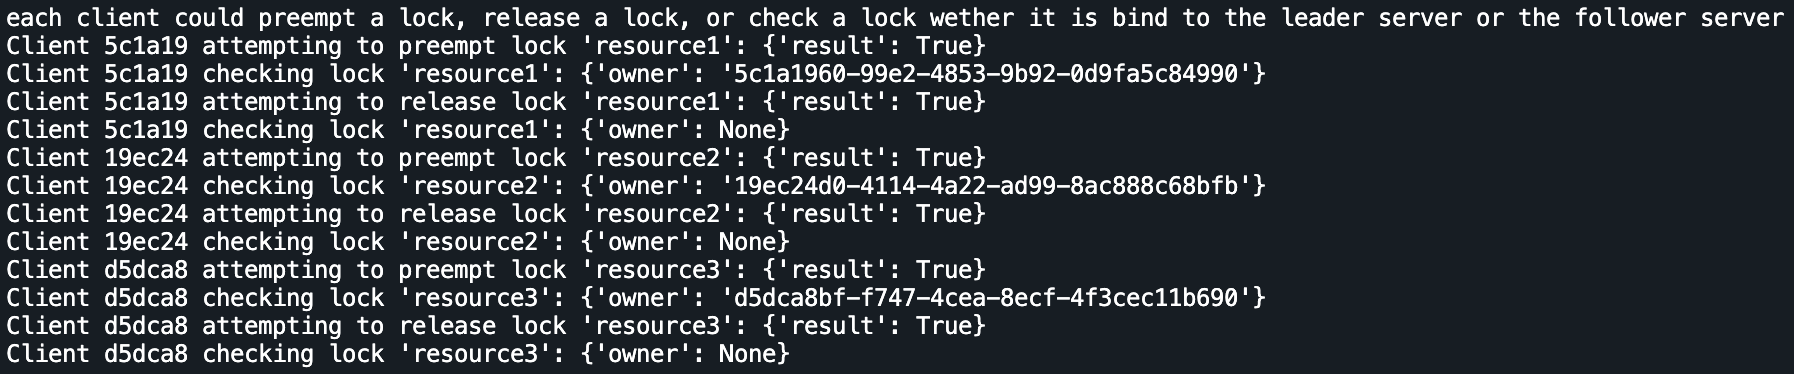 each client could preempt a lock, release a lock, or check a lock wether it is bind to the leader server or the follower server
Client 5c1a19 attempting to preempt lock 'resource1': {'result': True}
Client 5c1a19 checking lock 'resource1': {'owner': '5c1a1960-99e2-4853-9b92-0d9fa5c84990'}
Client 5c1a19 attempting to release lock 'resource1': {'result': True}
Client 5c1a19 checking lock 'resource1': {'owner': None}
Client 19ec24 attempting to preempt lock 'resource2': {'result': True}
Client 19ec24 checking lock 'resource2': {'owner': '19ec24d0-4114-4a22-ad99-8ac888c68bfb'}
Client 19ec24 attempting to release lock 'resource2': {'result': True}
Client 19ec24 checking lock 'resource2': {'owner': None}
Client d5dca8 attempting to preempt lock 'resource3': {'result': True}
Client d5dca8 checking lock 'resource3': {'owner': 'd5dca8bf-f747-4cea-8ecf-4f3cec11b690'}
Client d5dca8 attempting to release lock 'resource3': {'result': True}
Client d5dca8 checking lock 'resource3': {'owner': None}